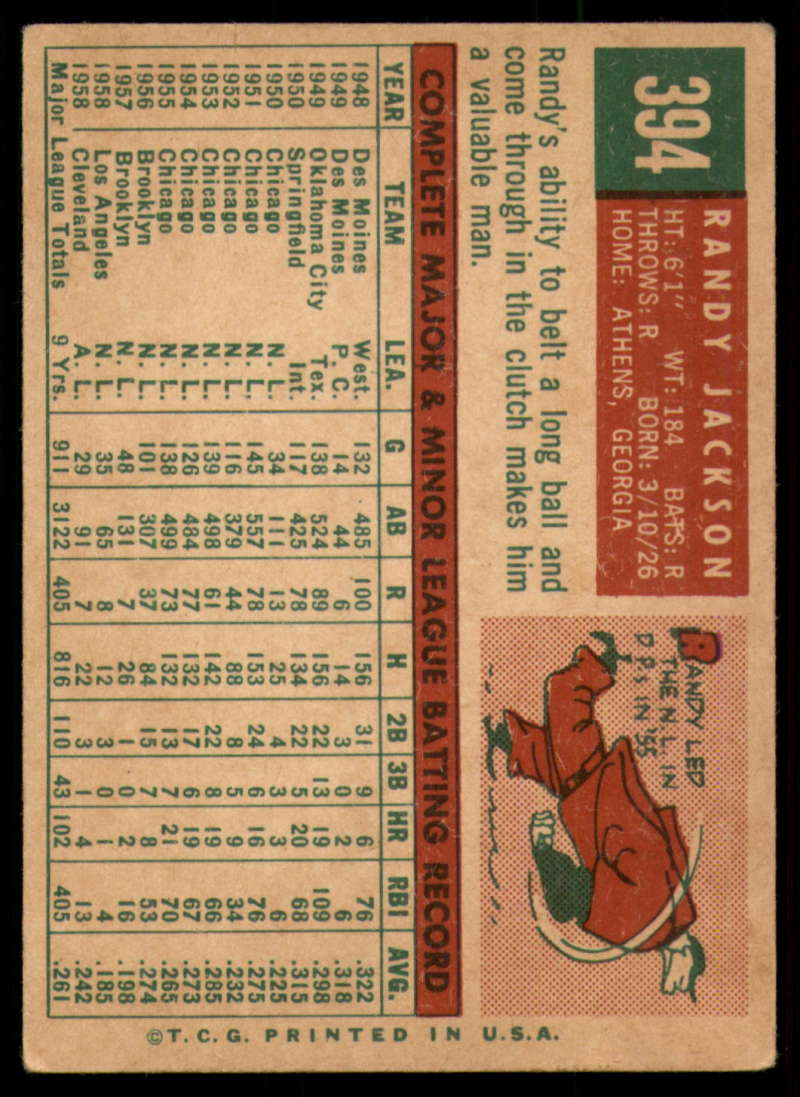 394
RANDY JACKSON
HT: 6'1" WT: 184 BATS: R
THROWS: R BORN: 3/10/26
HOME: ATHENS, GEORGIA
Randy's ability to belt a long ball and
come through in the clutch makes him
a valuable man.
RANDY LED
THE N.L. IN
D P's IN '55
COMPLETE MAJOR & MINOR LEAGUE BATTING RECORD
YEAR TEAM LEA. G AB R H 2B 3B HR RBI AVG.
1948 Des Moines West. 132 485 100 156 31 9 6 76 .322
1949 Des Moines P. C. 14 44 6 14 3 0 2 6 .318
1949 Oklahoma City Tex. 138 524 89 156 22 13 19 109 .298
1950 Springfield Int. 117 425 78 134 22 5 20 68 .315
1950 Chicago N. L. 34 111 13 25 4 3 3 6 .225
1951 Chicago N. L. 145 557 78 153 24 6 16 76 .275
1952 Chicago N. L. 116 379 44 88 8 5 9 34 .232
1953 Chicago N. L. 139 498 61 142 22 8 19 66 .285
1954 Chicago N. L. 126 484 77 132 17 6 19 67 .273
1955 Chicago N. L. 138 499 73 132 13 7 21 70 .265
1956 Brooklyn N. L. 101 307 37 84 15 7 8 53 .274
1957 Brooklyn N. L. 48 131 7 26 1 0 2 16 .198
1958 Los Angeles N. L. 35 65 8 12 3 0 1 4 .185
1958 Cleveland A. L. 29 91 7 22 3 1 4 13 .242
Major League Totals 9 Yrs. 911 3122 405 816 110 43 102 405 .261
©T. C. G. PRINTED IN U.S.A.